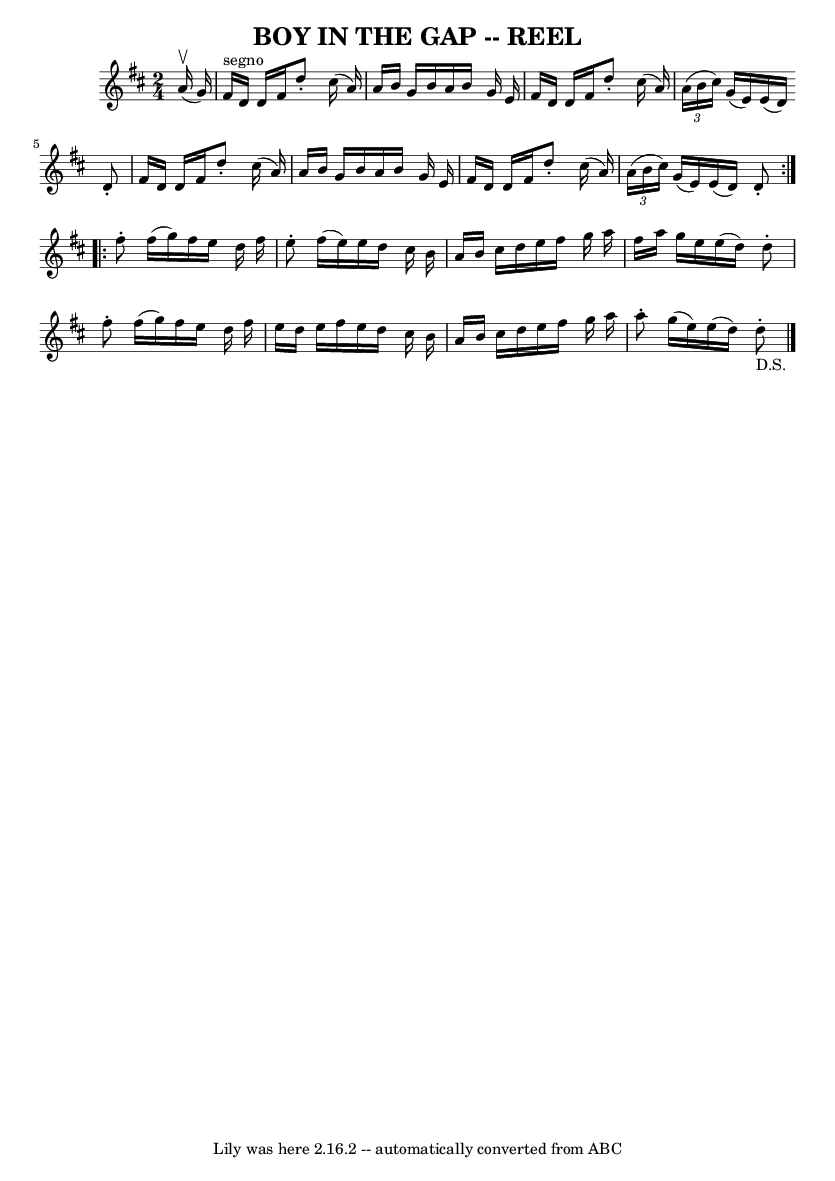 BOY IN THE GAP -- REEL
segno
2
4
3
5
3
D.S.
Lily was here 2.16.2 -- automatically converted from ABC